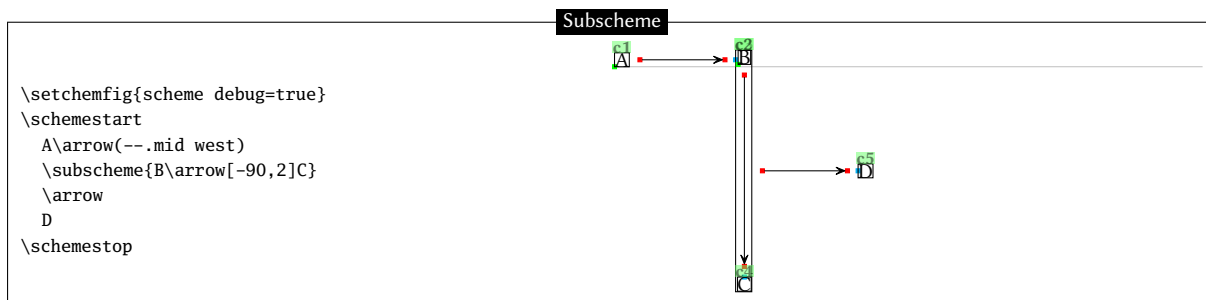 Subscheme
\setchemfig{scheme debug=true}
\schemestart
A\arrow(--.mid west)
\subscheme{B\arrow[-90,2]C}
\arrow
D
\schemestop
c1
A
c2
B
c5
D
c4
C